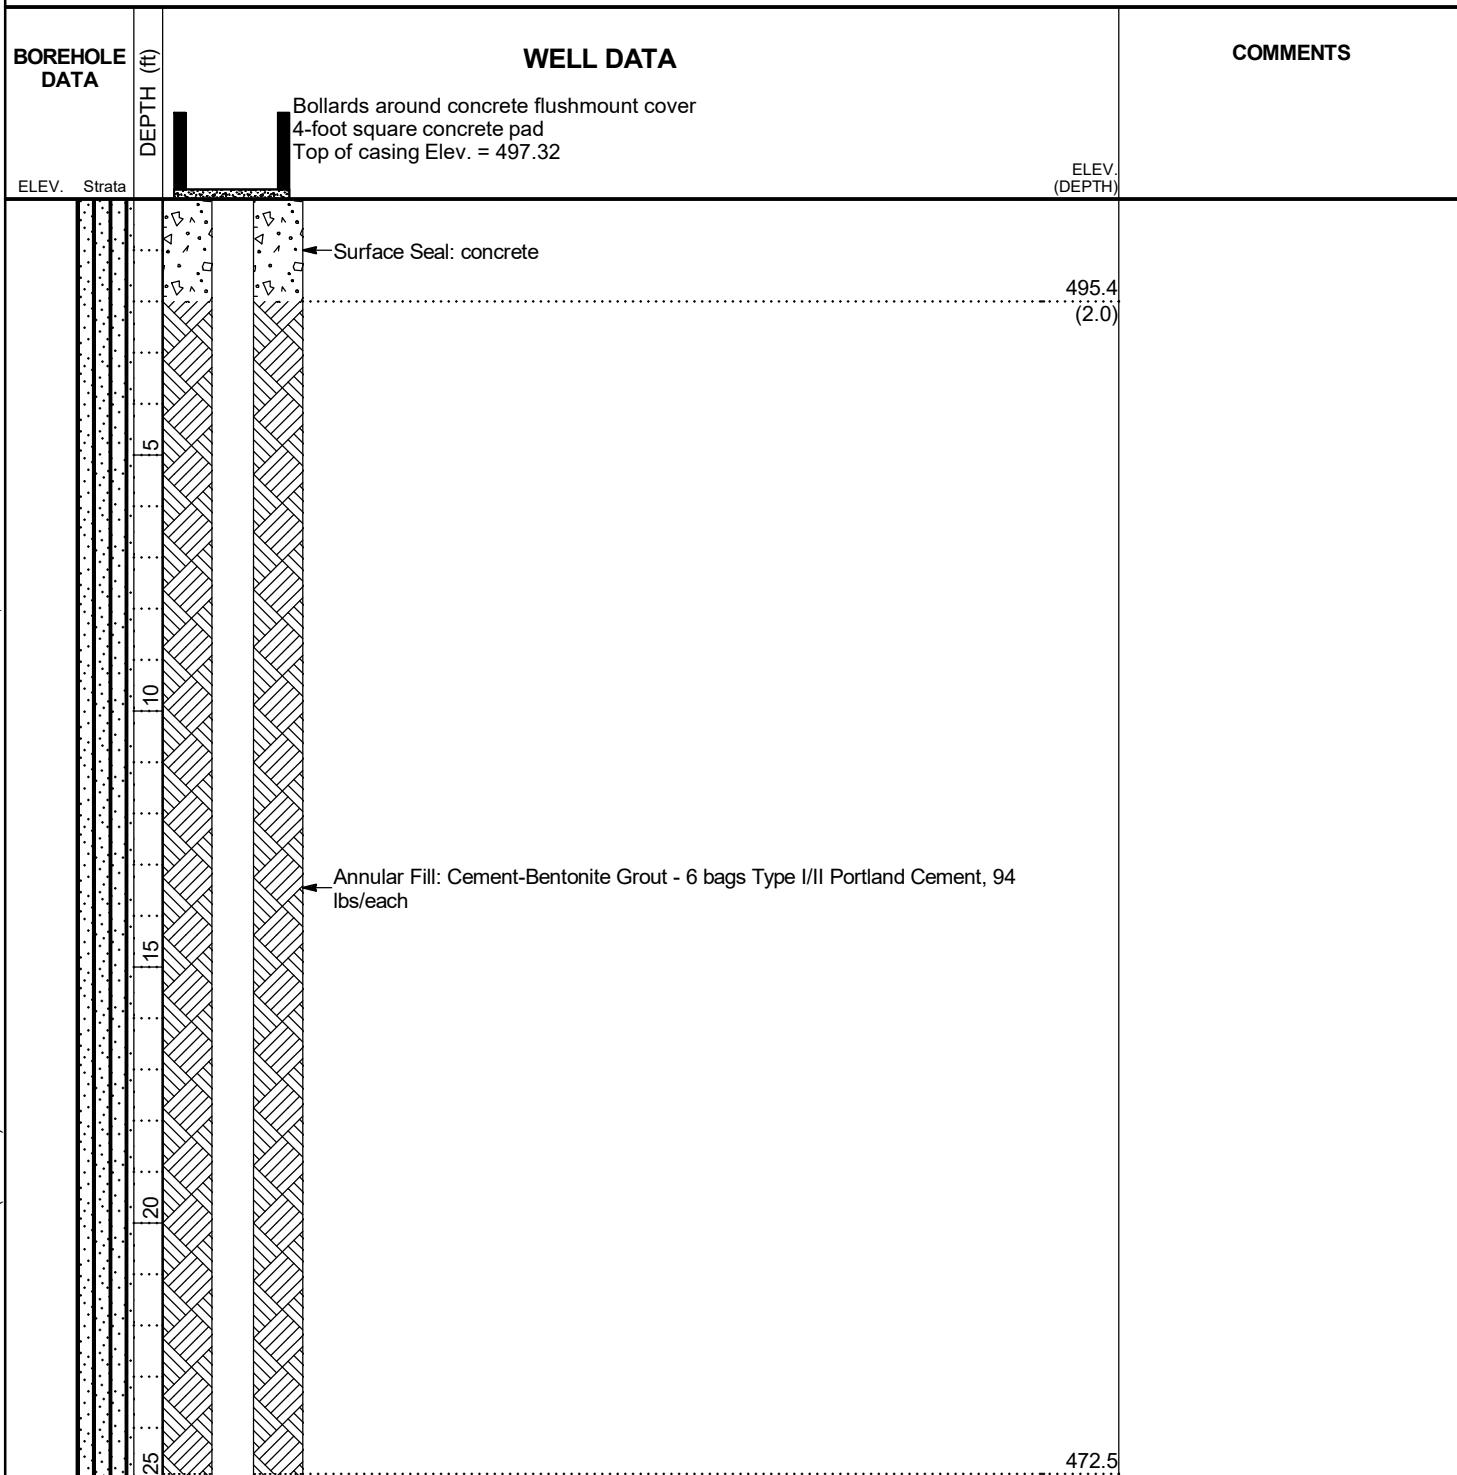 BOREHOLE
DATA
DEPTH (ft)
WELL DATA
COMMENTS
Bollards around concrete flushmount cover
4-foot square concrete pad
Top of casing Elev. = 497.32
ELEV. Strata
ELEV.
(DEPTH)
Surface Seal: concrete
495.4
(2.0)
5
10
Annular Fill: Cement-Bentonite Grout - 6 bags Type I/II Portland Cement, 94
lbs/each
15
20
25
472.5